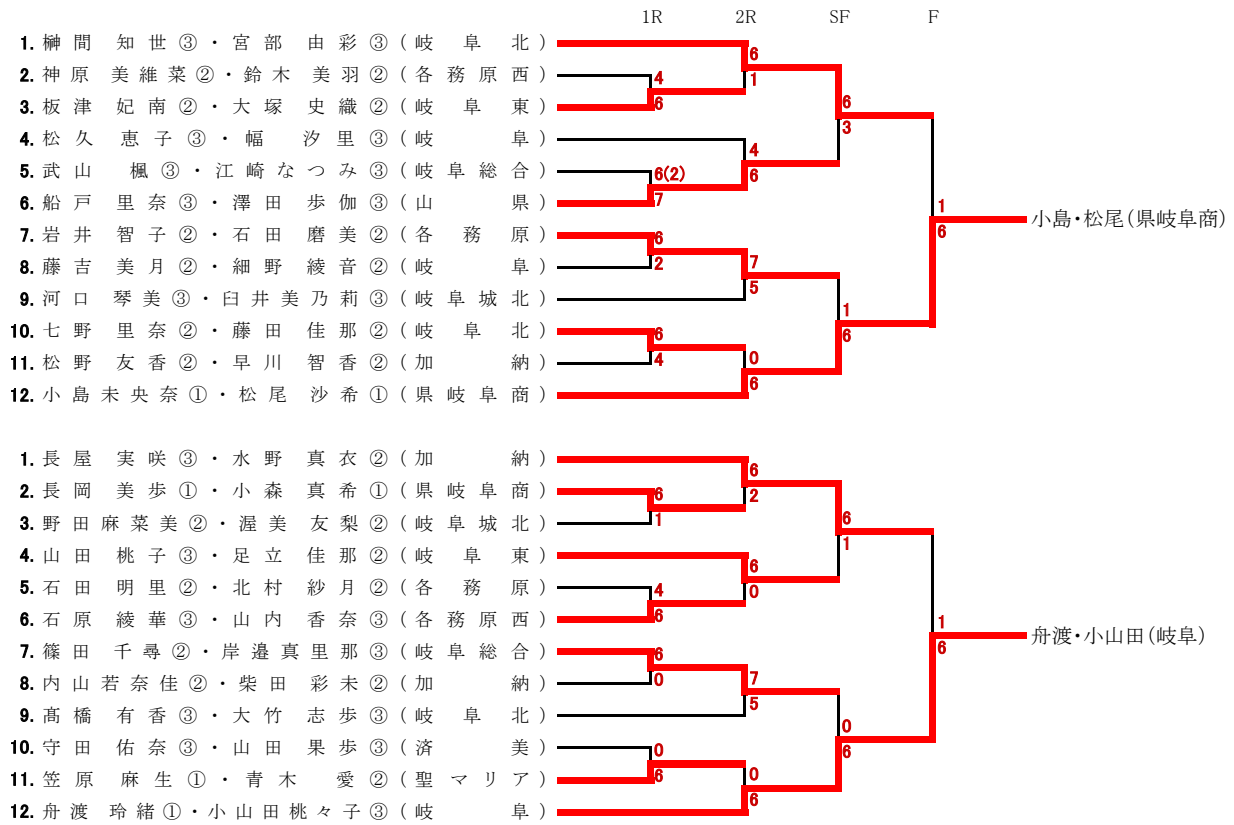 1R 2R SF F
1. 榊間 知世③・宮部 由彩③(岐阜北)
6
2. 神原 美維菜②・鈴木 美羽②(各務原西)
4 1
3. 板津 妃南②・大塚 史織②(岐阜東)
6 6
4. 松久 恵子③・幅 汐里③(岐阜)
3
4
5. 武山 楓③・江崎なつみ③(岐阜総合)
6(2) 6
6. 船戸 里奈③・澤田 歩伽③(山県)
7 1
小島・松尾(県岐阜商)
7. 岩井 智子②・石田 磨美②(各務原)
6 6
8. 藤吉 美月②・細野 綾音②(岐阜)
2 7
9. 河口 琴美③・臼井美乃莉③(岐阜城北)
5
1
10. 七野 里奈②・藤田 佳那②(岐阜北)
6 6
11. 松野 友香②・早川 智香②(加納)
4 0
12. 小島未央奈①・松尾 沙希①(県岐阜商)
6
1. 長屋 実咲③・水野 真衣②(加納)
6
2. 長岡 美歩①・小森 真希①(県岐阜商)
6 2
3. 野田麻菜美②・渥美 友梨②(岐阜城北)
1 6
4. 山田 桃子③・足立 佳那②(岐阜東)
1
6
5. 石田 明里②・北村 紗月②(各務原)
4 0
6. 石原 綾華③・山内 香奈③(各務原西)
6 1
舟渡・小山田(岐阜)
7. 篠田 千尋②・岸邉真里那③(岐阜総合)
6 6
8. 内山若奈佳②・柴田 彩未②(加納)
0 7
9. 髙橋 有香③・大竹 志歩③(岐阜北)
5
0
10. 守田 佑奈③・山田 果歩③(済美)
0 6
11. 笠原 麻生①・青木 愛②(聖マリア)
6 0
12. 舟渡 玲緒①・小山田桃々子③(岐阜)
6